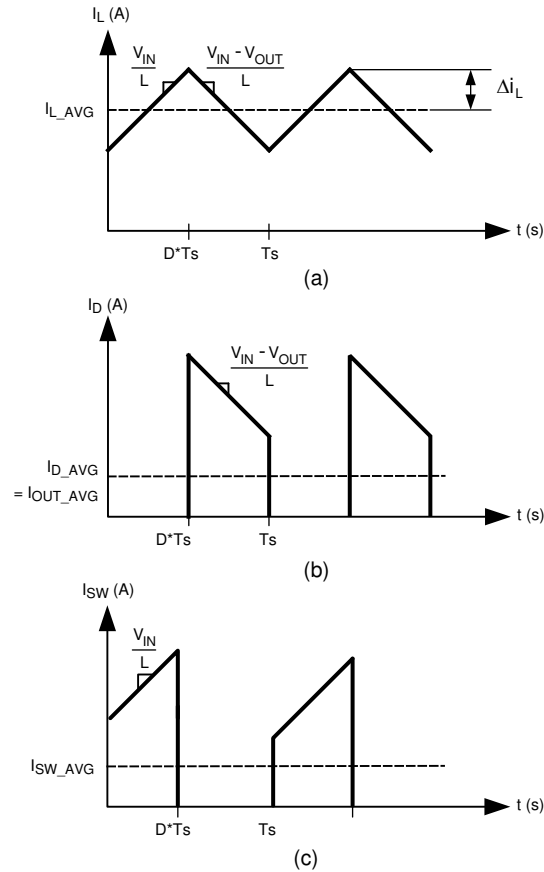 I_L (A)
V_IN
L
V_IN - V_OUT
L
I_L_AVG
Δi_L
t (s)
D*Ts
Ts
(a)
I_D (A)
V_IN - V_OUT
L
I_D_AVG
= I_OUT_AVG
t (s)
D*Ts
Ts
(b)
I_SW (A)
V_IN
L
I_SW_AVG
t (s)
D*Ts
Ts
(c)